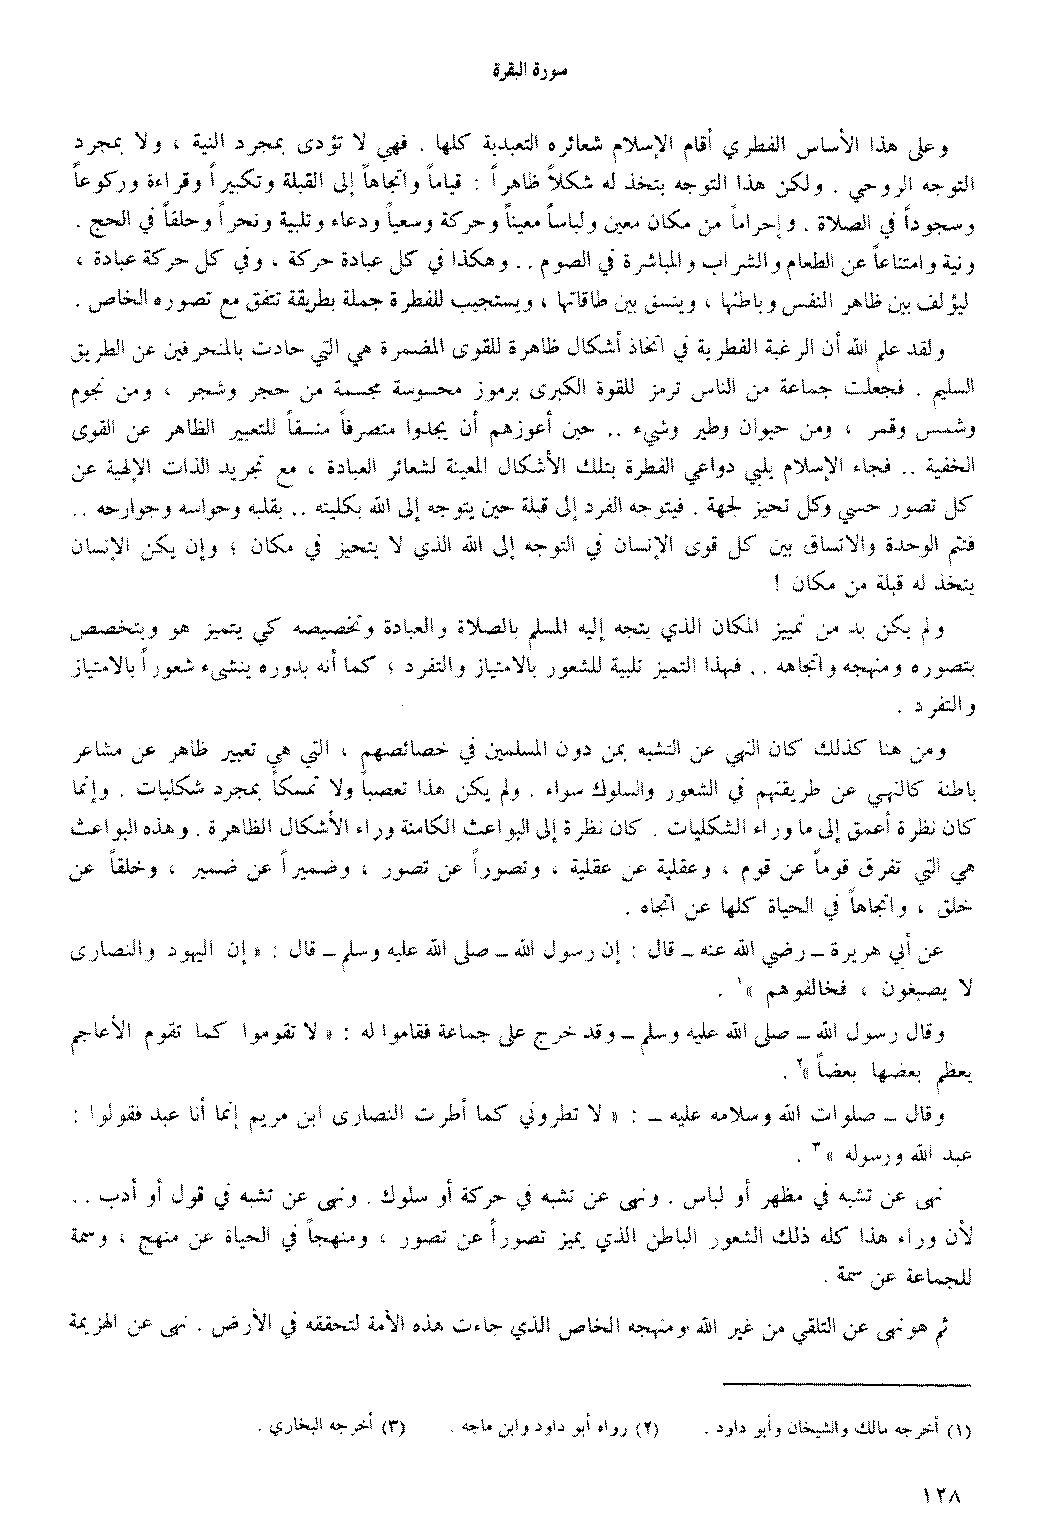 سورة البقرة
وعلى هذا الأساس الفطري أقام الإسلام شعائره التعبدية كلها . فهي لا تؤدى بمجرد النية ، ولا بمجرد
التوجه الروحي . ولكن هذا التوجه يتخذ له شكلاً ظاهراً : قياماً واتجاهاً إلى القبلة وتكبيراً وقراءة وركوعاً
وسجوداً في الصلاة . وإحراماً من مكان معين ولباساً معيناً وحركة وسعياً ودعاء وتلبية ونحراً وحلقاً في الحج .
ونية وامتناعاً عن الطعام والشراب والمباشرة في الصوم .. وهكذا في كل عبادة حركة ، وفي كل حركة عبادة ،
ليؤلف بين ظاهر النفس وباطنها ، وينسق بين طاقاتها ، ويستجيب للفطرة جملة بطريقة تتفق مع تصوره الخاص .
ولقد علم الله أن الرغبة الفطرية في اتخاذ أشكال ظاهرة للقوى المضمرة هي التي حادت بالمنحرفين عن الطريق
السليم . فجعلت جماعة من الناس ترمز للقوة الكبرى برموز محسوسة مجسمة من حجر وشجر ، ومن نجوم
وشمس وقمر ، ومن حيوان وطير وشيء .. حين أعوزهم أن يجدوا متصرفاً منسقاً للتعبير الظاهر عن القوى
الخفية .. فجاء الإسلام يلبي دواعي الفطرة بتلك الأشكال المعينة لشعائر العبادة ، مع تجريد الذات الإلهية عن
كل تصور حسي وكل تحيز لجهة . فيتوجه الفرد إلى قبلة حين يتوجه إلى الله بكليته .. بقلبه وحواسه وجوارحه ..
فتتم الوحدة والاتساق بين كل قوى الإنسان في التوجه إلى الله الذي لا يتحيز في مكان ؛ وإن يكن الإنسان
يتخذ له قبلة من مكان !
ولم يكن بد من تمييز المكان الذي يتجه إليه المسلم بالصلاة والعبادة وتخصيصه كي يتميز هو ويتخصص
بتصوره ومنهجه واتجاهه .. فهذا التميز تلبية للشعور بالامتياز والتفرد ؛ كما أنه بدوره ينشىء شعوراً بالامتياز
والتفرد .
ومن هنا كذلك كان النهي عن التشبه بمن دون المسلمين في خصائصهم ، التي هي تعبير ظاهر عن مشاعر
باطنة كالنهي عن طريقتهم في الشعور والسلوك سواء . ولم يكن هذا تعصباً ولا تمسكاً بمجرد شكليات . وإنما
كان نظرة أعمق إلى ما وراء الشكليات . كان نظرة إلى البواعث الكامنة وراء الأشكال الظاهرة . وهذه البواعث
هي التي تفرق قوماً عن قوم ، وعقلية عن عقلية ، وتصوراً عن تصور ، وضميراً عن ضمير ، وخلقاً عن
خلق ، واتجاهاً في الحياة كلها عن اتجاه .
عن أبي هريرة – رضي الله عنه – قال : إن رسول الله – صلى الله عليه وسلم – قال : « إن اليهود والنصارى
لا يصبغون ، فخالفوهم »١ .
وقال رسول الله – صلى الله عليه وسلم – وقد خرج على جماعة فقاموا له : « لا تقوموا كما تقوم الأعاجم
يعظم بعضها بعضاً »٢ .
وقال – صلوات الله وسلامه عليه – : « لا تطروني كما أطرت النصارى ابن مريم إنما أنا عبد فقولوا :
عبد الله ورسوله »٣ .
نهى عن تشبه في مظهر أو لباس . ونهى عن تشبه في حركة أو سلوك . ونهى عن تشبه في قول أو أدب ..
لأن وراء هذا كله ذلك الشعور الباطن الذي يميز تصوراً عن تصور ، ومنهجاً في الحياة عن منهج ، وسمة
للجماعة عن سمة .
ثم هو نهى عن التلقي من غير الله ومنهجه الخاص الذي جاءت هذه الأمة لتحققه في الأرض . نهى عن الهزيمة
(١) أخرجه مالك والشيخان وأبو داود . (٢) رواه أبو داود وابن ماجه . (٣) أخرجه البخاري .
١٢٨